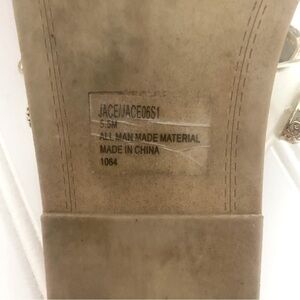 JACE/JACE06S1
5.5M
ALL MAN MADE MATERIAL
MADE IN CHINA
1064